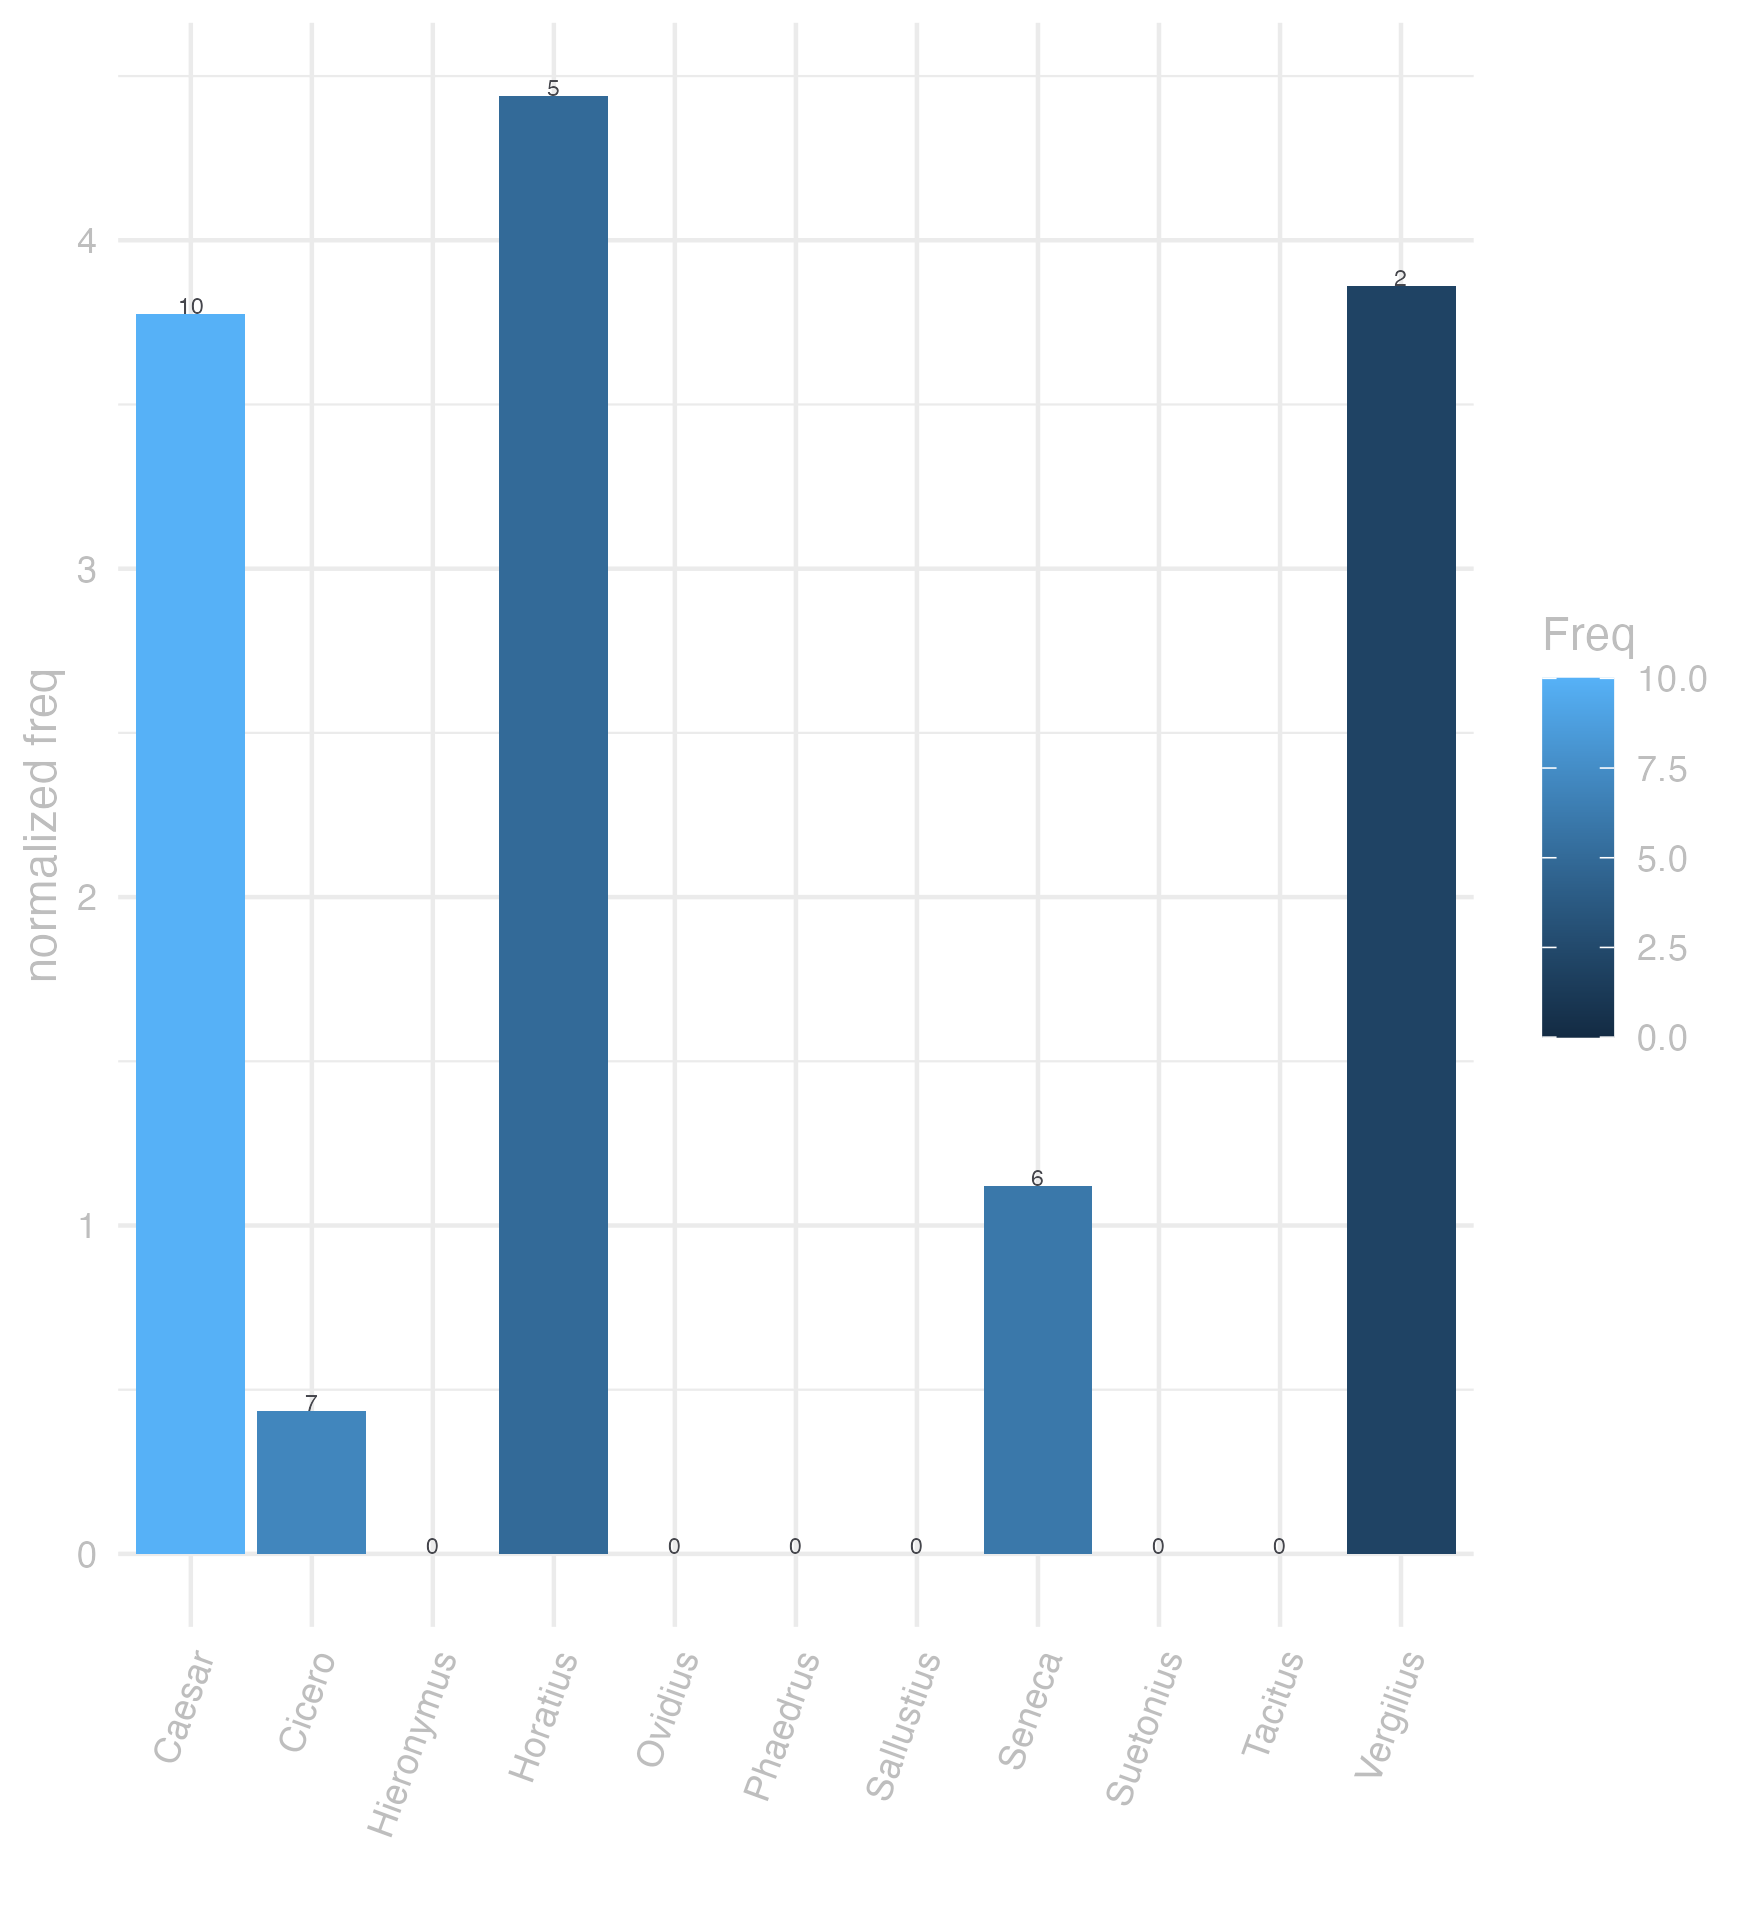 normalized freq
4
3
2
1
0
10
7
0
5
0
0
0
6
0
0
2
Caesar
Cicero
Hieronymus
Horatius
Ovidius
Phaedrus
Sallustius
Seneca
Suetonius
Tacitus
Vergilius
Freq
10.0
7.5
5.0
2.5
0.0